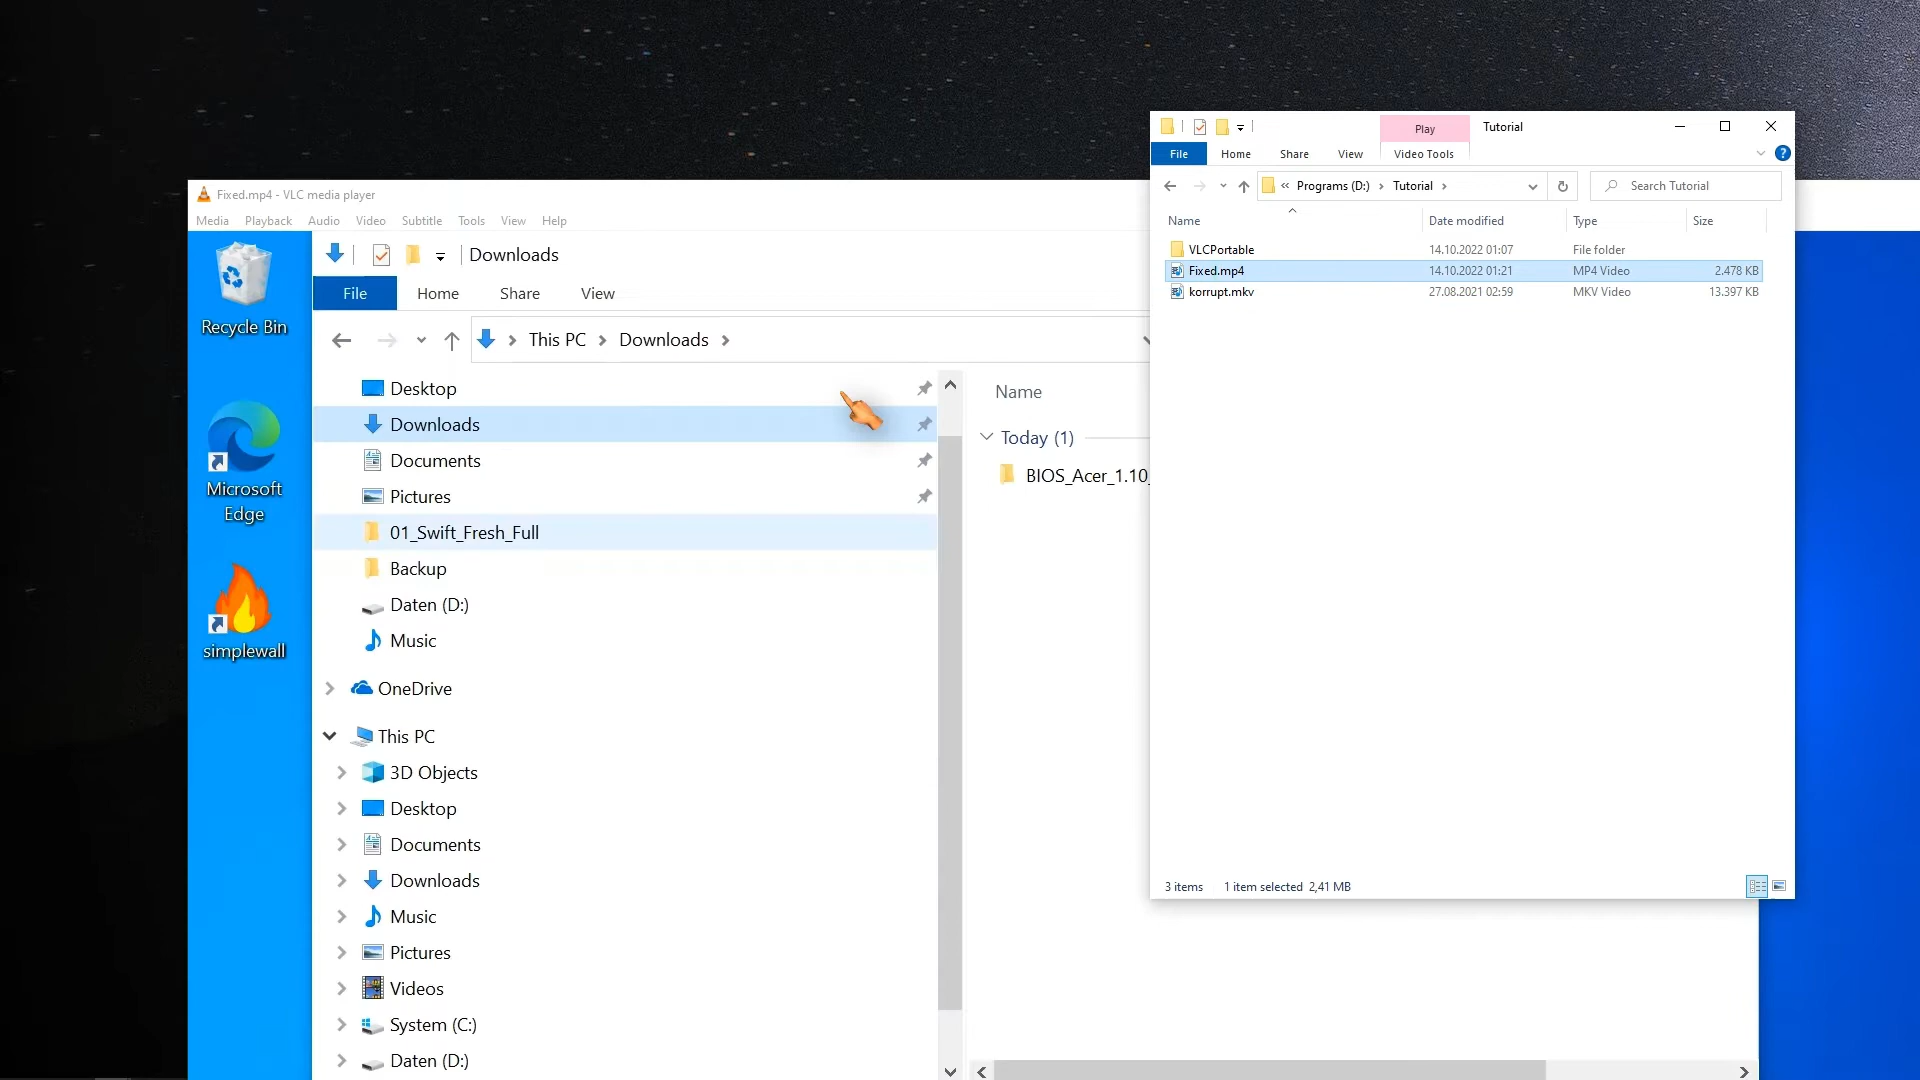 Fixed.mp4 - VLC media player
Media Playback Audio Video Subtitle Tools View Help
Recycle Bin
Microsoft
Edge
simplewall
Downloads
File Home Share View
This PC Downloads
Desktop
Downloads
Documents
Pictures
01_Swift_Fresh_Full
Backup
Daten (D:)
Music
OneDrive
This PC
3D Objects
Desktop
Documents
Downloads
Music
Pictures
Videos
System (C:)
Daten (D:)
Name
Today (1)
BIOS_Acer_1.10_
Play Tutorial
File Home Share View Video Tools
« Programs (D:) Tutorial Search Tutorial
Name Date modified Type Size
VLCPortable 14.10.2022 01:07 File folder
Fixed.mp4 14.10.2022 01:21 MP4 Video 2.478 KB
korrupt.mkv 27.08.2021 02:59 MKV Video 13.397 KB
3 items 1 item selected 2,41 MB